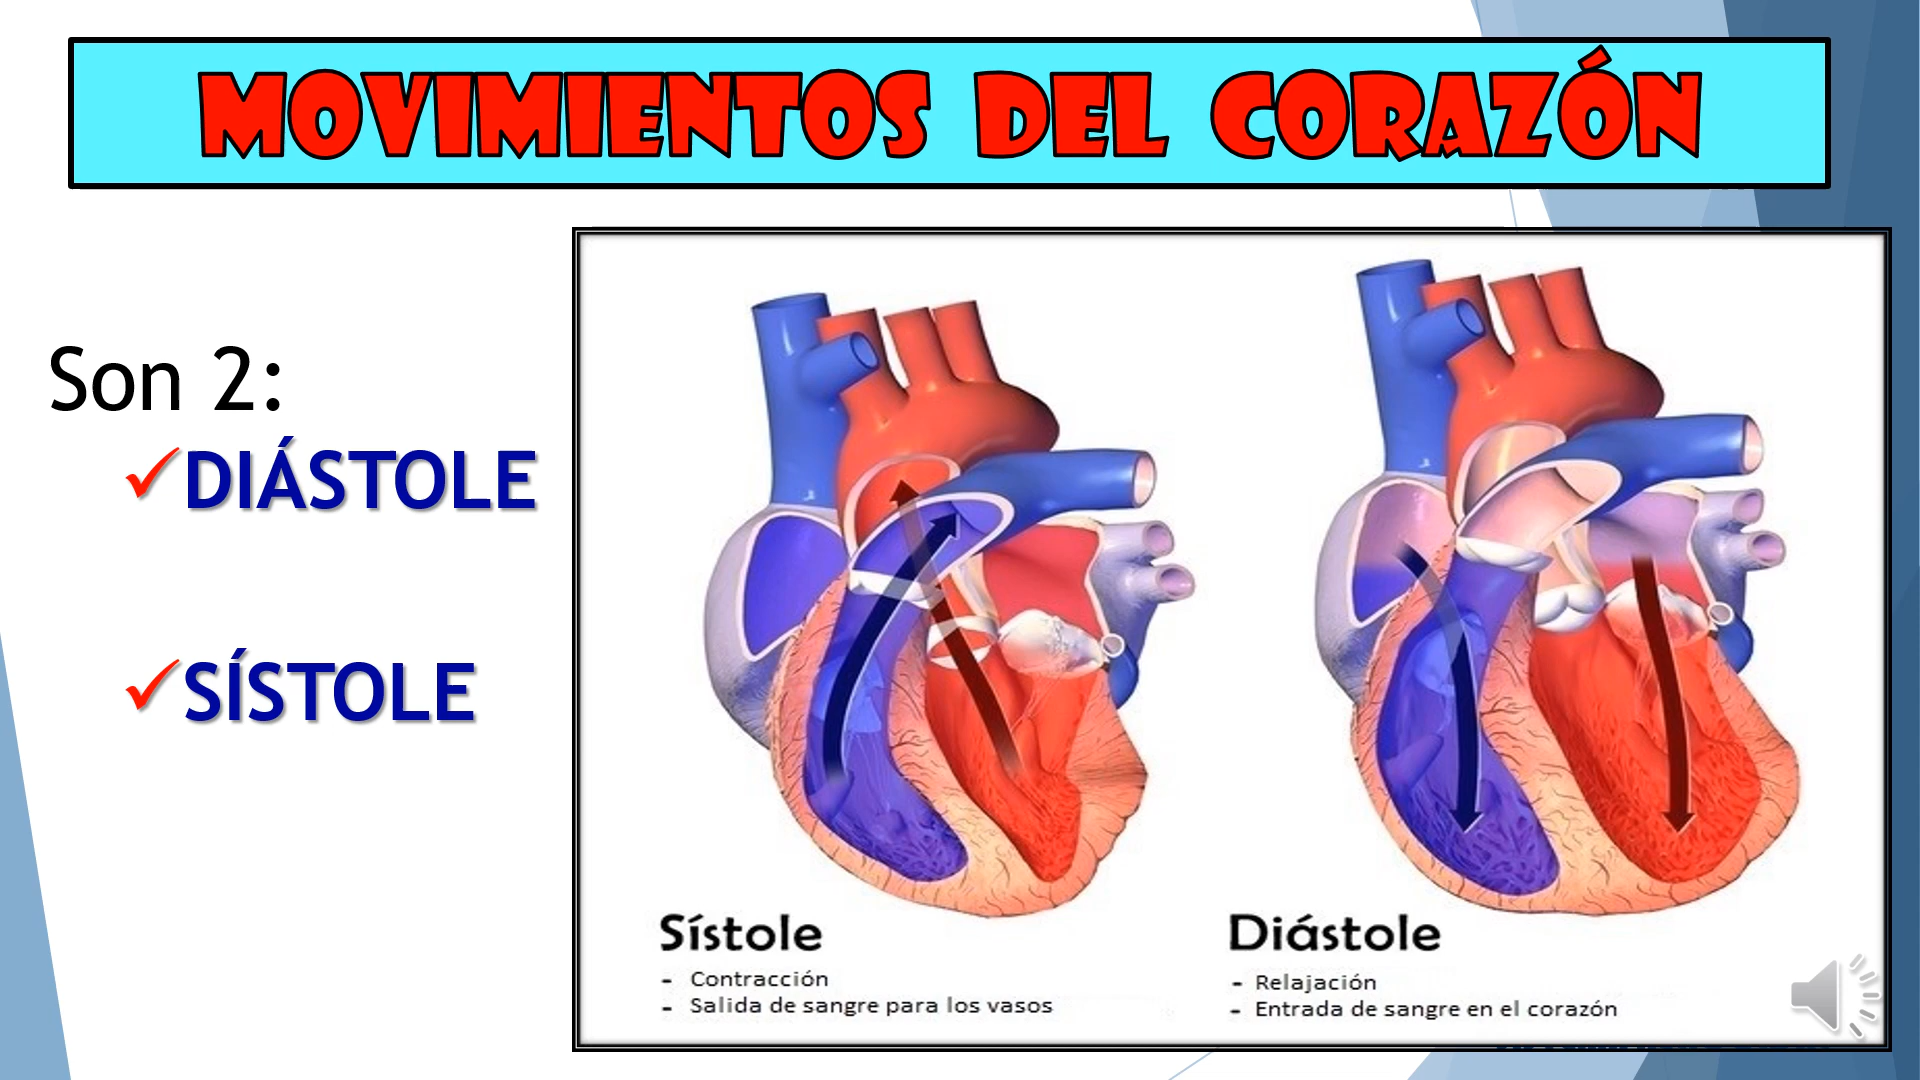 MOVIMIENTOS DEL CORAZÓN
Son 2:
✓DIÁSTOLE
✓SÍSTOLE
Sístole
- Contracción
- Salida de sangre para los vasos
Diástole
- Relajación
- Entrada de sangre en el corazón